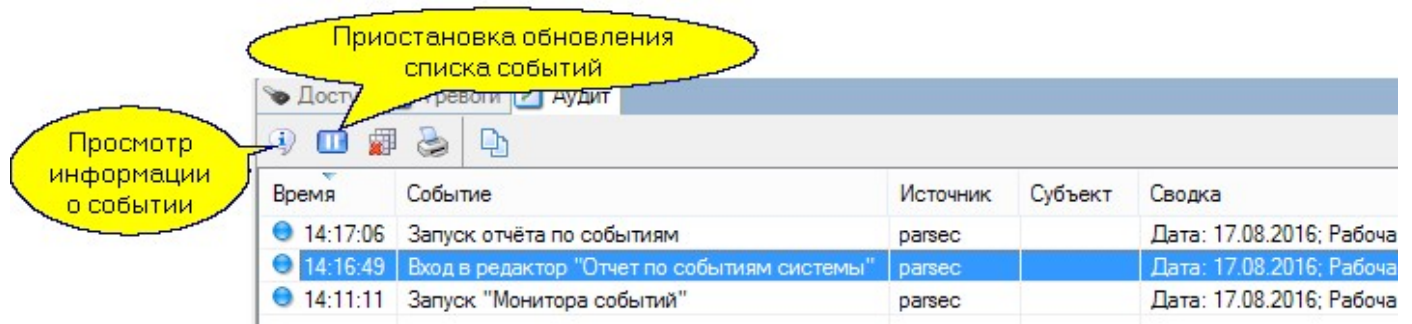 Приостановка обновления
списка событий
Просмотр
информации
о событии
Аудит
Время Событие Источник Субъект Сводка
14:17:06 Запуск отчёта по событиям parsec Дата: 17.08.2016; Рабоча
14:16:49 Вход в редактор "Отчет по событиям системы" parsec Дата: 17.08.2016; Рабоча
14:11:11 Запуск "Монитора событий" parsec Дата: 17.08.2016; Рабоча